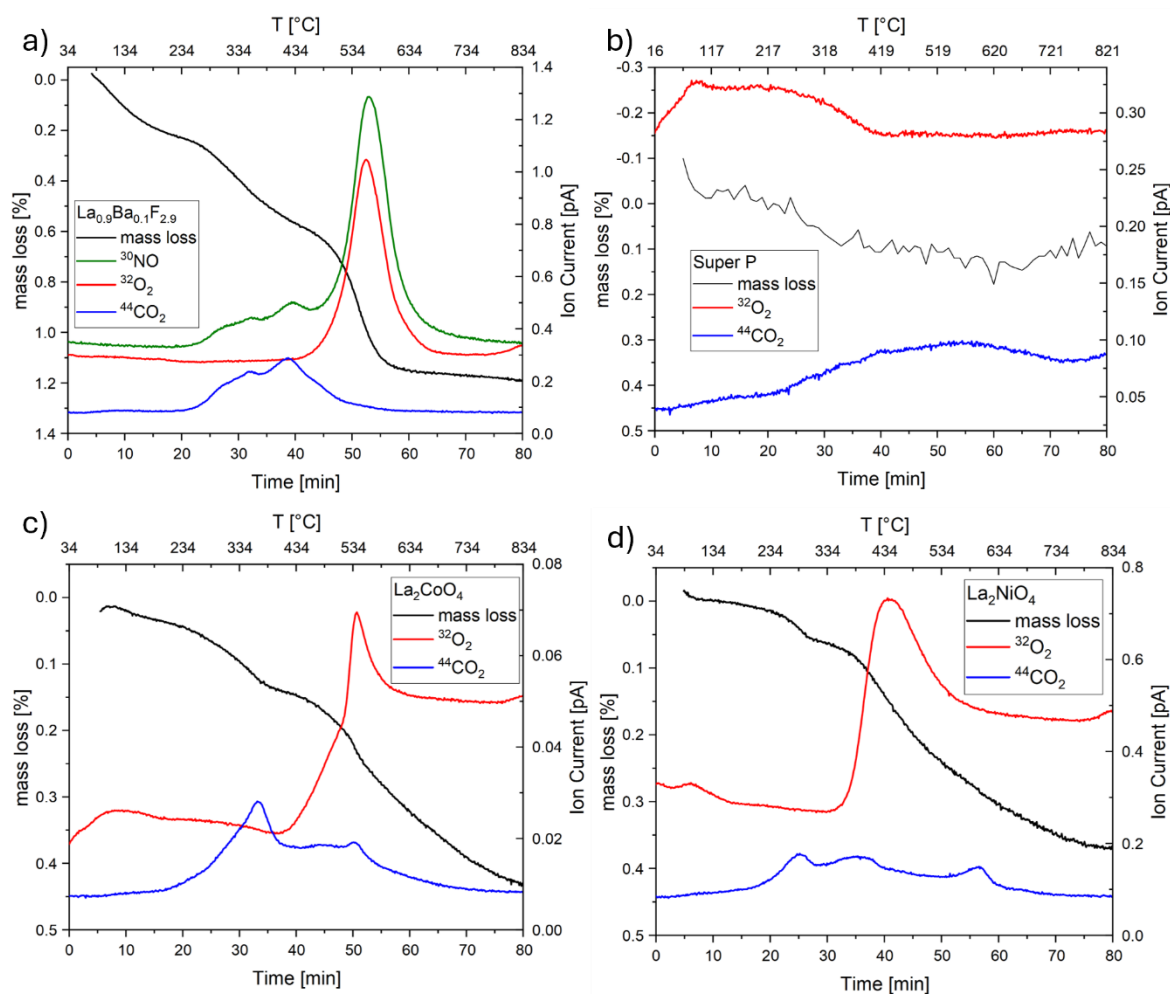 a)
T [°C]
34 134 234 334 434 534 634 734 834
0.0 0.2 0.4 0.6 0.8 1.0 1.2 1.4
mass loss [%]
La0.9Ba0.1F2.9
mass loss
30NO
32O2
44CO2
1.4 1.2 1.0 0.8 0.6 0.4 0.2 0.0
Ion Current [pA]
0 10 20 30 40 50 60 70 80
Time [min]
b)
T [°C]
16 117 217 318 419 519 620 721 821
-0.3 -0.2 -0.1 0.0 0.1 0.2 0.3 0.4 0.5
mass loss [%]
Super P
mass loss
32O2
44CO2
0.30 0.25 0.20 0.15 0.10 0.05
Ion Current [pA]
0 10 20 30 40 50 60 70 80
Time [min]
c)
T [°C]
34 134 234 334 434 534 634 734 834
0.0 0.1 0.2 0.3 0.4 0.5
mass loss [%]
La2CoO4
mass loss
32O2
44CO2
0.08 0.06 0.04 0.02 0.00
Ion Current [pA]
0 10 20 30 40 50 60 70 80
Time [min]
d)
T [°C]
34 134 234 334 434 534 634 734 834
0.0 0.1 0.2 0.3 0.4 0.5
mass loss [%]
La2NiO4
mass loss
32O2
44CO2
0.8 0.6 0.4 0.2 0.0
Ion Current [pA]
0 10 20 30 40 50 60 70 80
Time [min]